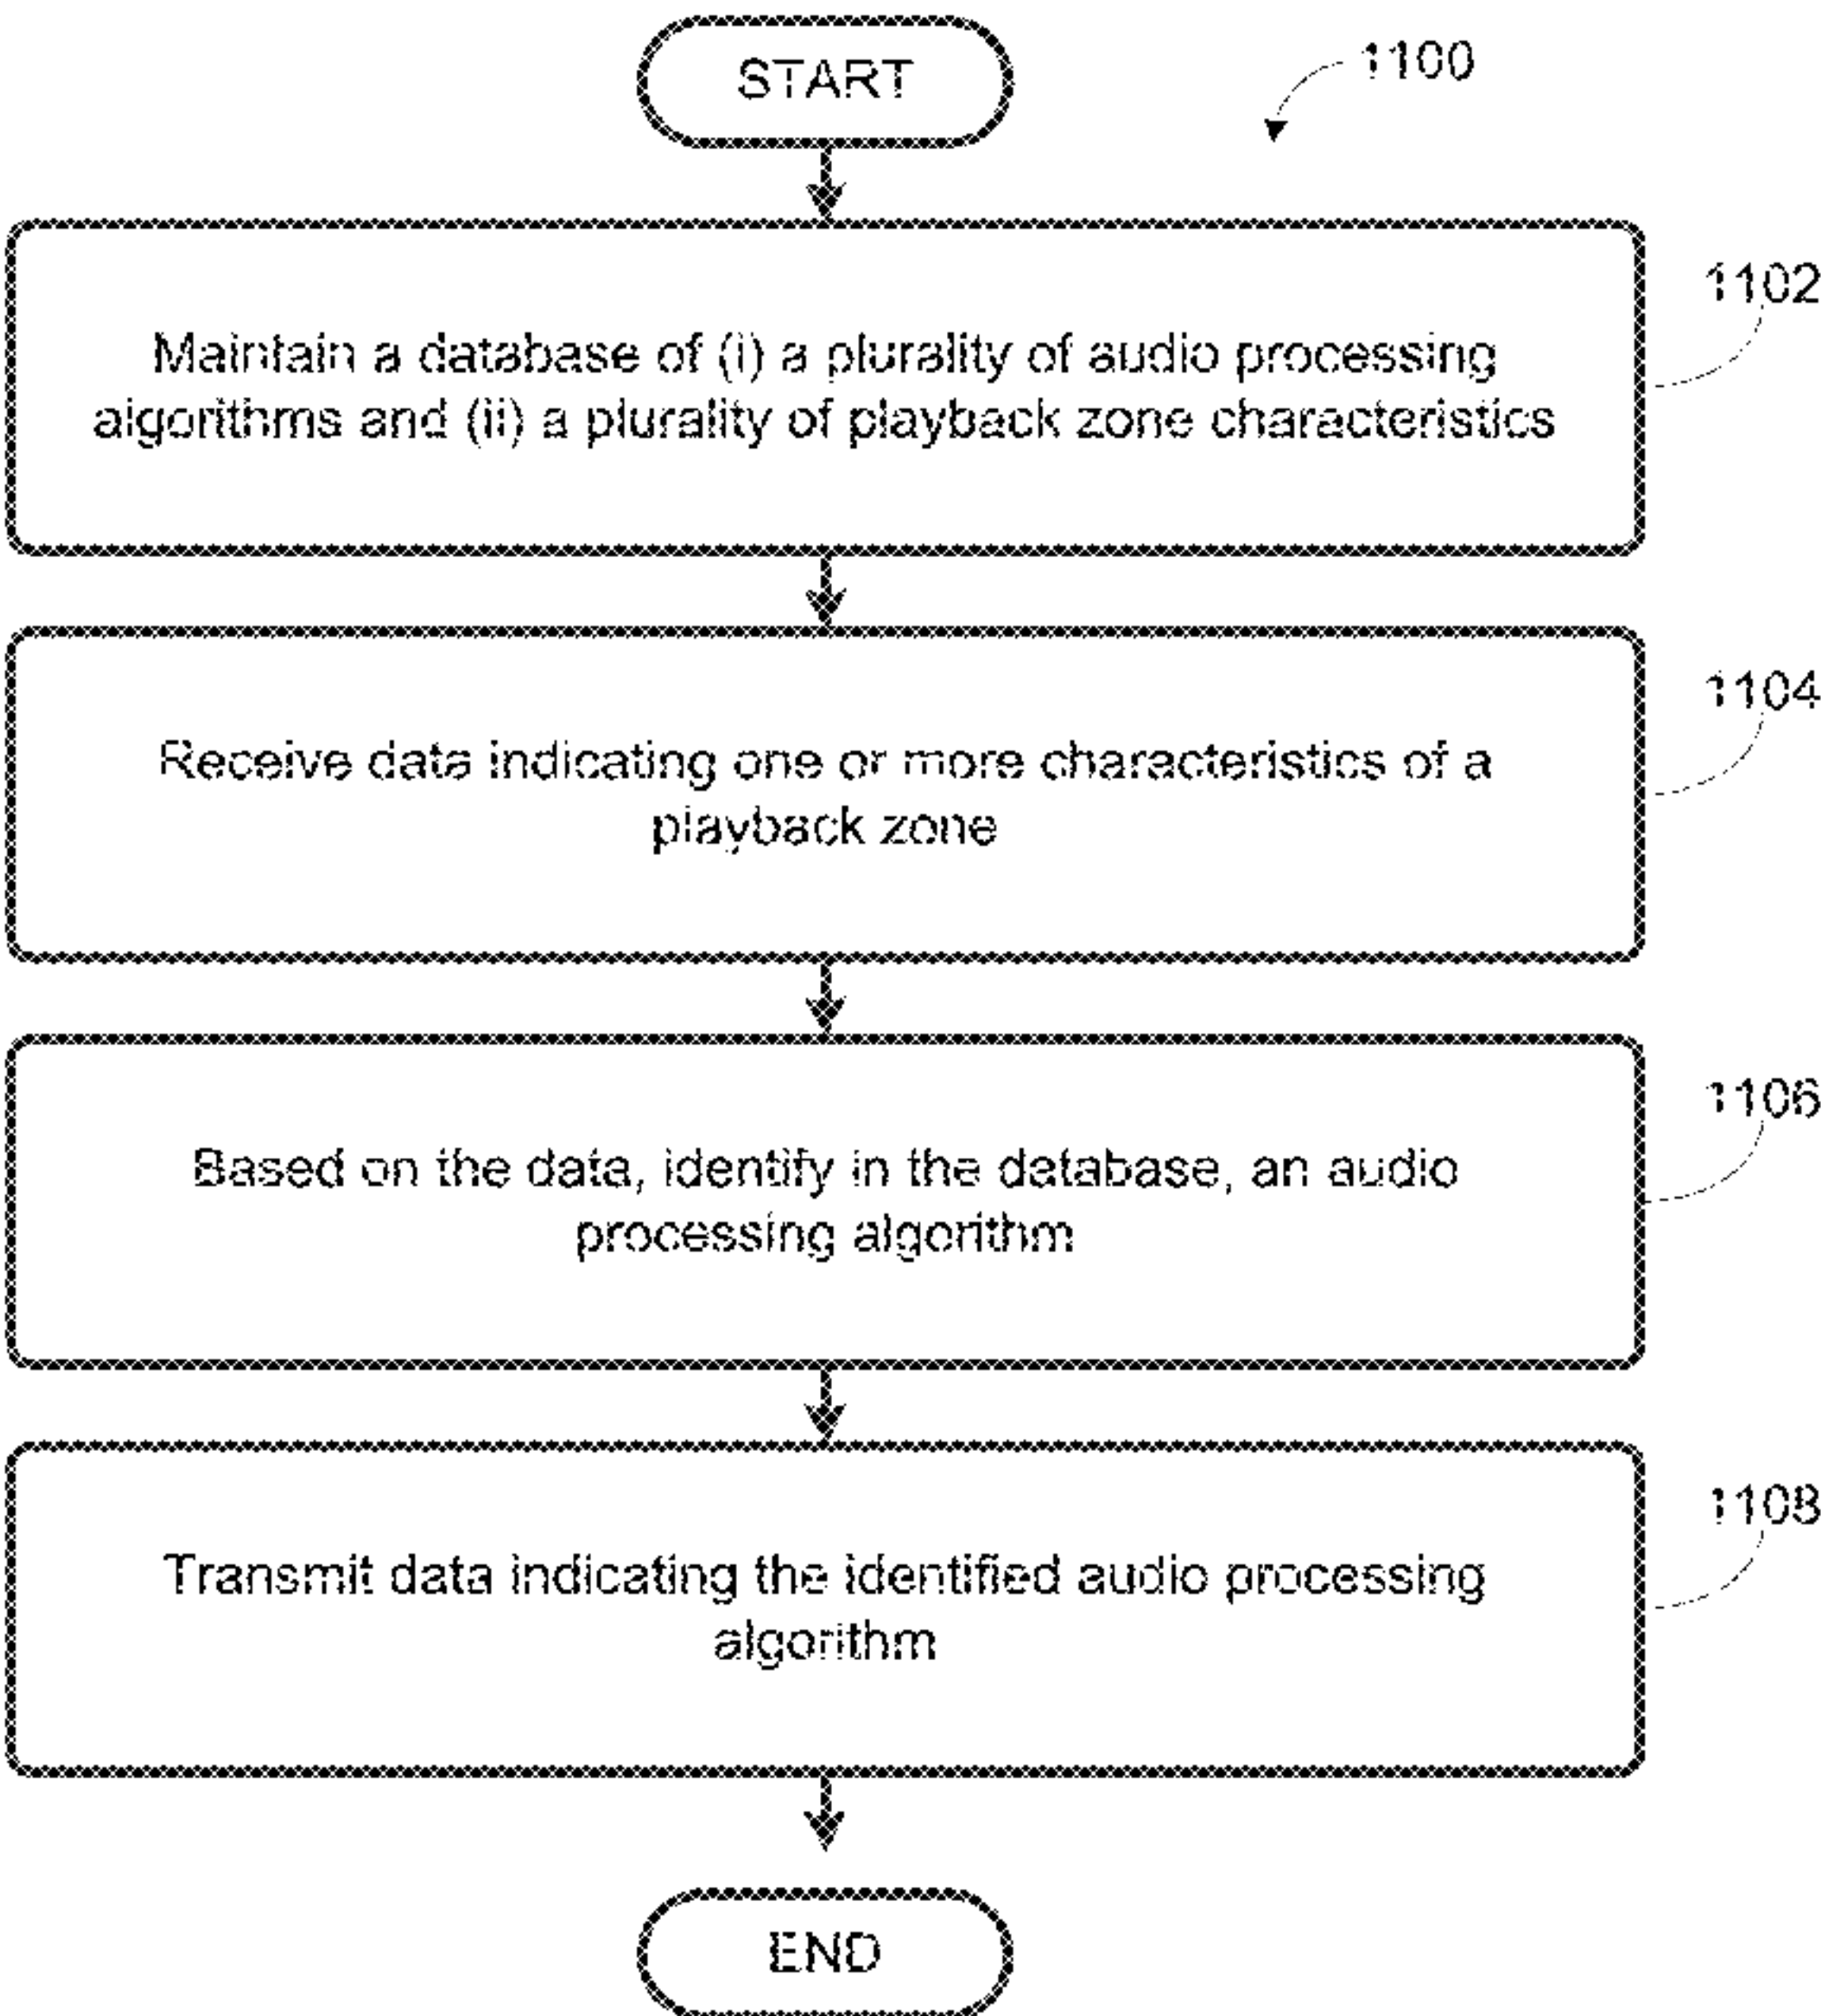 START
1100
Maintain a database of (i) a plurality of audio processing
algorithms and (ii) a plurality of playback zone characteristics
1102
Receive data indicating one or more characteristics of a
playback zone
1104
Based on the data, identify in the database, an audio
processing algorithm
1106
Transmit data indicating the identified audio processing
algorithm
1108
END